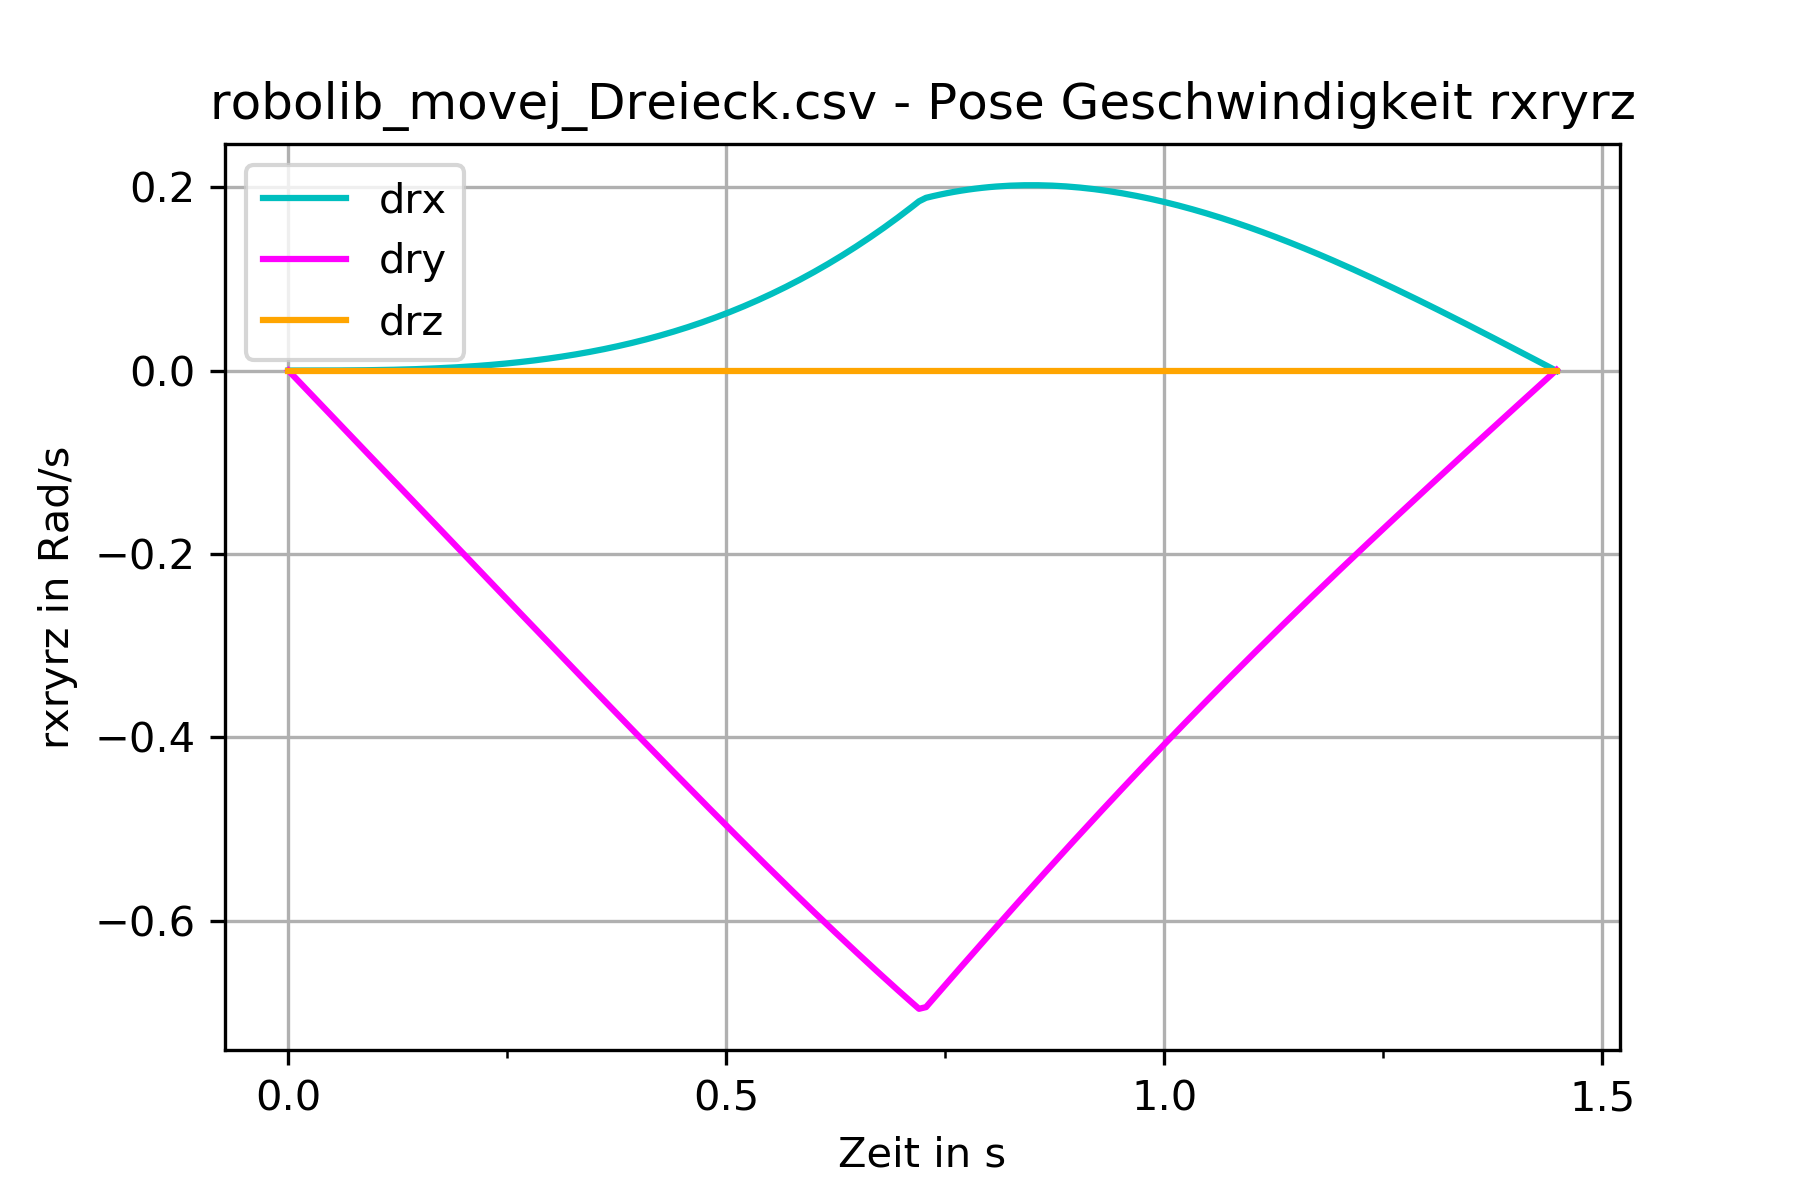 robolib_movej_Dreieck.csv - Pose Geschwindigkeit rxryrz
drx
dry
drz
0.2
0.0
−0.2
−0.4
−0.6
rxryrz in Rad/s
0.0 0.5 1.0 1.5
Zeit in s